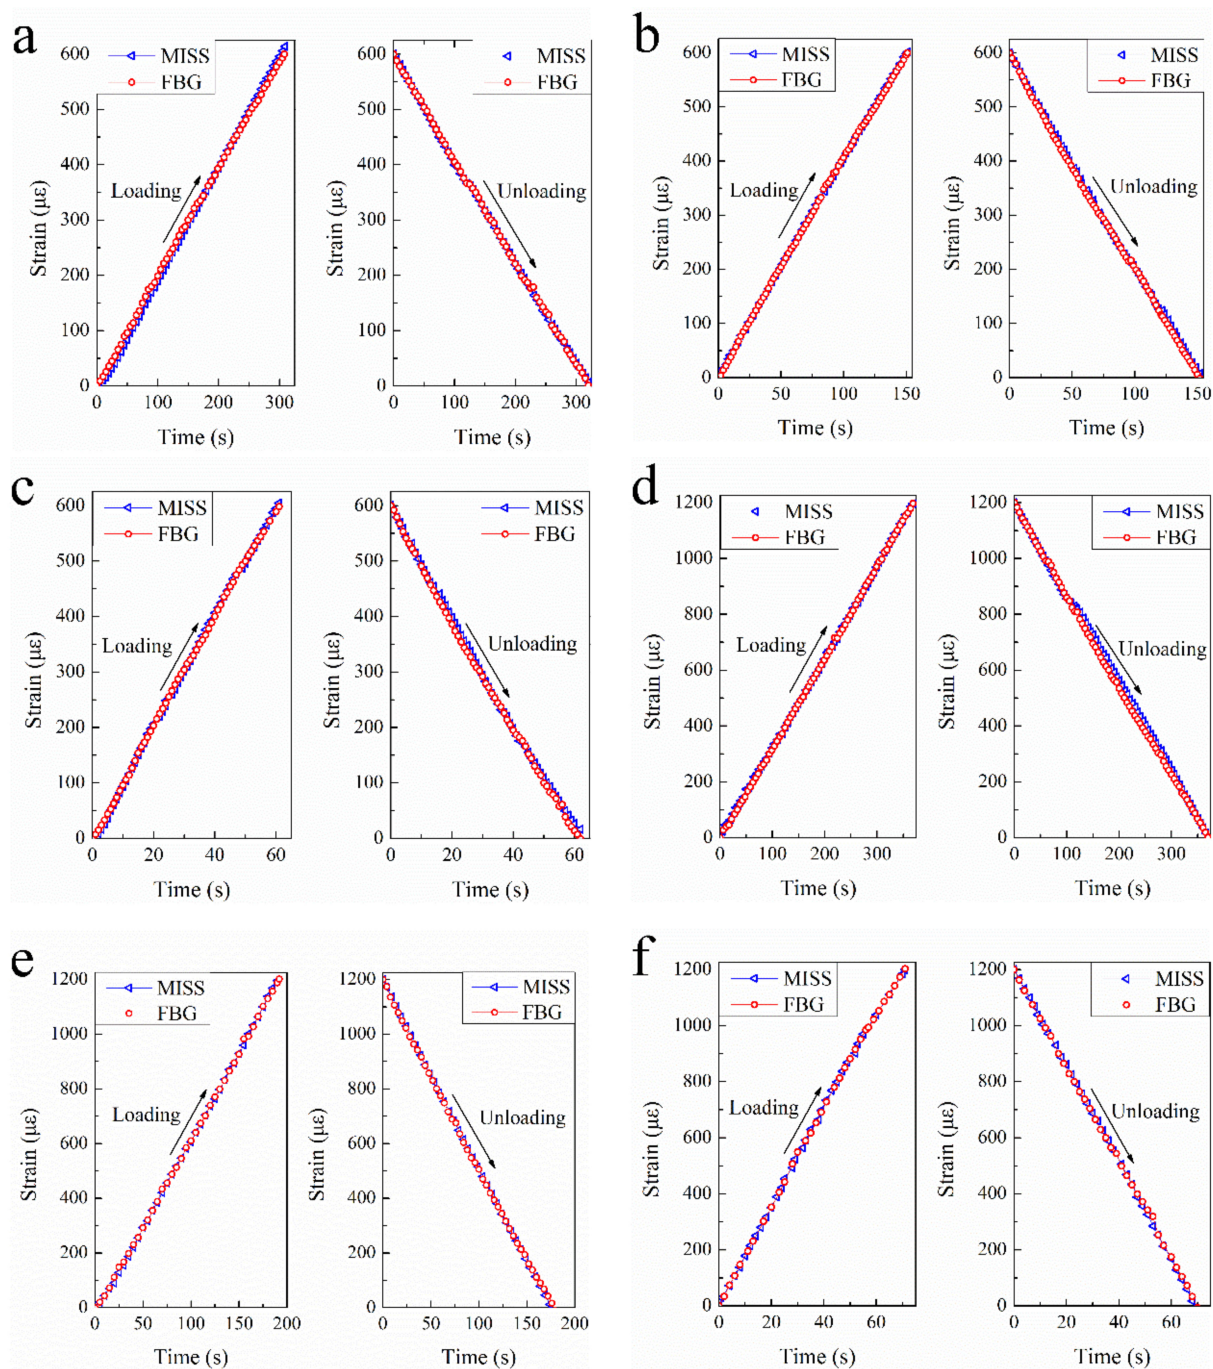 a
MISS
FBG
Loading
Strain (με)
600
500
400
300
200
100
0
0 100 200 300
Time (s)
MISS
FBG
Unloading
Strain (με)
600
500
400
300
200
100
0
0 100 200 300
Time (s)
b
MISS
FBG
Loading
Strain (με)
600
500
400
300
200
100
0
0 50 100 150
Time (s)
MISS
FBG
Unloading
Strain (με)
600
500
400
300
200
100
0
0 50 100 150
Time (s)
c
MISS
FBG
Loading
Strain (με)
600
500
400
300
200
100
0
0 20 40 60
Time (s)
MISS
FBG
Unloading
Strain (με)
600
500
400
300
200
100
0
0 20 40 60
Time (s)
d
MISS
FBG
Loading
Strain (με)
1200
1000
800
600
400
200
0
0 100 200 300
Time (s)
MISS
FBG
Unloading
Strain (με)
1200
1000
800
600
400
200
0
0 100 200 300
Time (s)
e
MISS
FBG
Loading
Strain (με)
1200
1000
800
600
400
200
0
0 50 100 150 200
Time (s)
MISS
FBG
Unloading
Strain (με)
1200
1000
800
600
400
200
0
0 50 100 150 200
Time (s)
f
MISS
FBG
Loading
Strain (με)
1200
1000
800
600
400
200
0
0 20 40 60
Time (s)
MISS
FBG
Unloading
Strain (με)
1200
1000
800
600
400
200
0
0 20 40 60
Time (s)